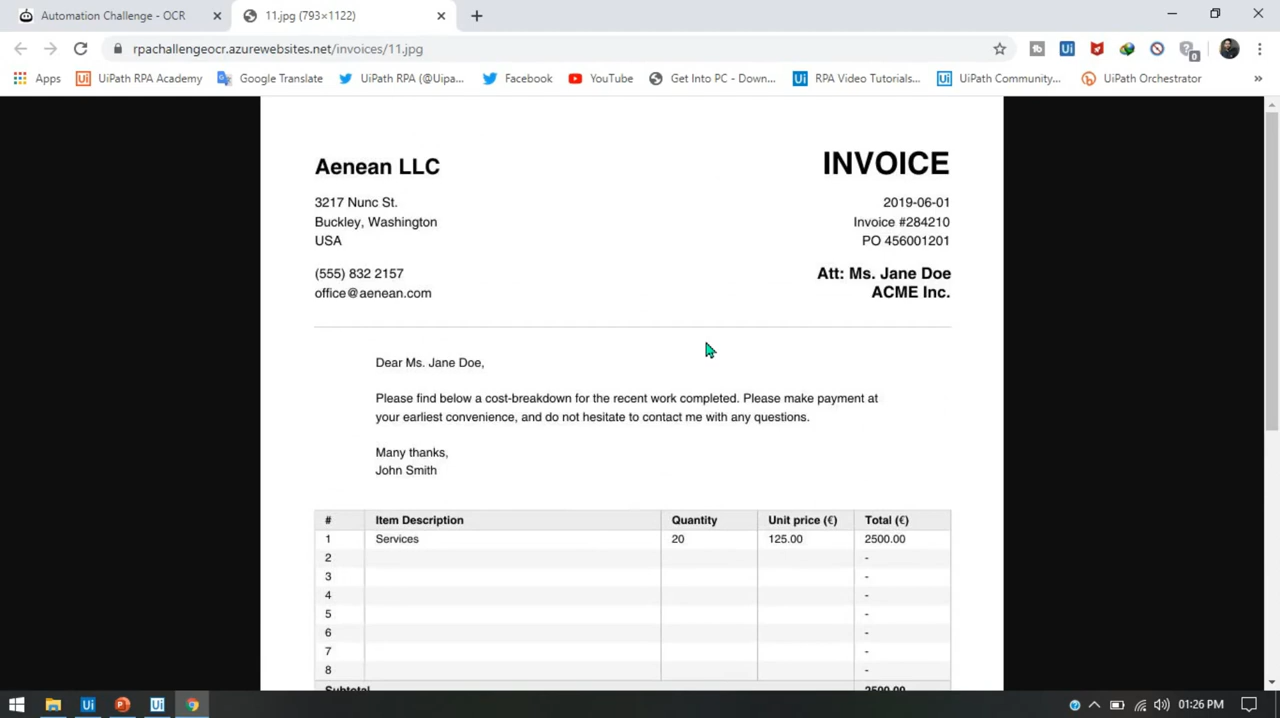 Automation Challenge - OCR
11.jpg (793×1122)
rpachallengeocr.azurewebsites.net/invoices/11.jpg
Apps
UiPath RPA Academy
Google Translate
UiPath RPA (@Uipa...
Facebook
YouTube
Get Into PC - Down...
RPA Video Tutorials...
UiPath Community...
UiPath Orchestrator
»
Aenean LLC
INVOICE
3217 Nunc St.
2019-06-01
Buckley, Washington
Invoice #284210
USA
PO 456001201
(555) 832 2157
Att: Ms. Jane Doe
office@aenean.com
ACME Inc.
Dear Ms. Jane Doe,
Please find below a cost-breakdown for the recent work completed. Please make payment at
your earliest convenience, and do not hesitate to contact me with any questions.
Many thanks,
John Smith
# Item Description Quantity Unit price (€) Total (€)
1 Services 20 125.00 2500.00
2 -
3 -
4 -
5 -
6 -
7 -
8 -
Subtotal 2500.00
01:26 PM